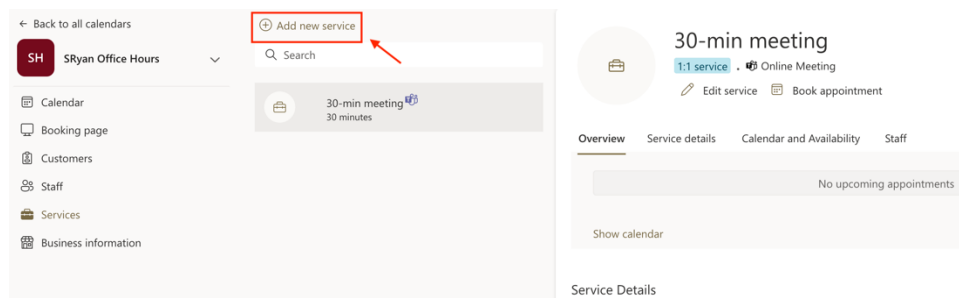 ← Back to all calendars
SH SRyan Office Hours
Calendar
Booking page
Customers
Staff
Services
Business information
Add new service
Search
30-min meeting
30 minutes
30-min meeting
1:1 service . Online Meeting
Edit service Book appointment
Overview Service details Calendar and Availability Staff
No upcoming appointments
Show calendar
Service Details